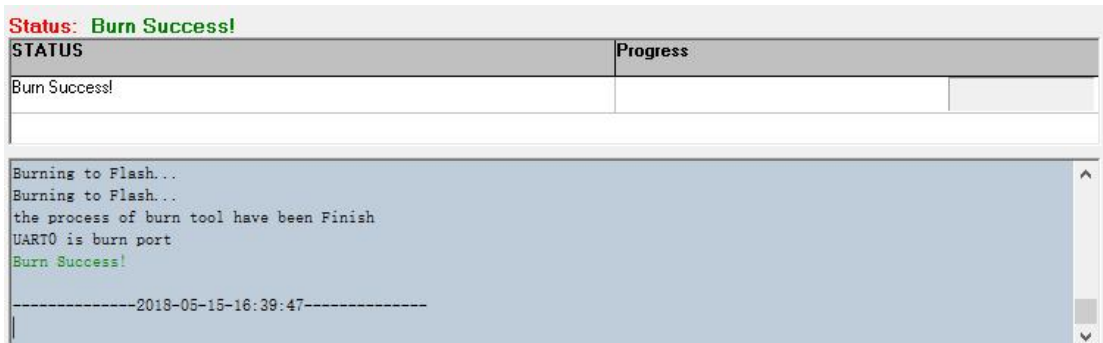 Status: Burn Success!
STATUS Progress
Burn Success!
Burning to Flash...
Burning to Flash...
the process of burn tool have been Finish
UART0 is burn port
Burn Success!
--------------2018-05-15-16:39:47--------------